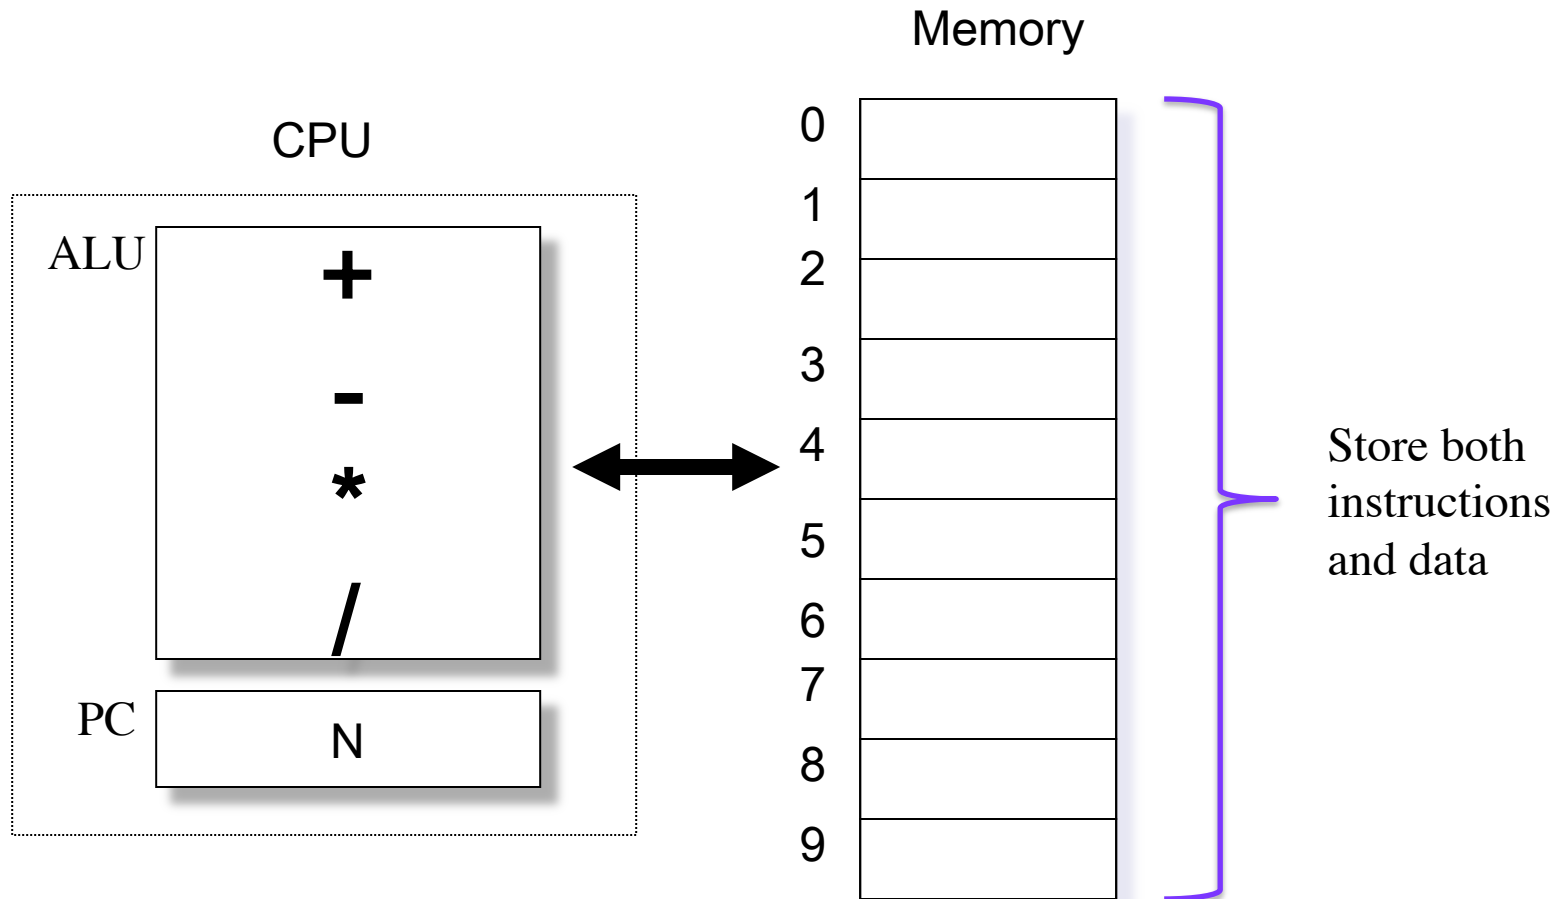 Memory
CPU
ALU
+
-
*
/
PC
N
0
1
2
3
4
5
6
7
8
9
Store both
instructions
and data